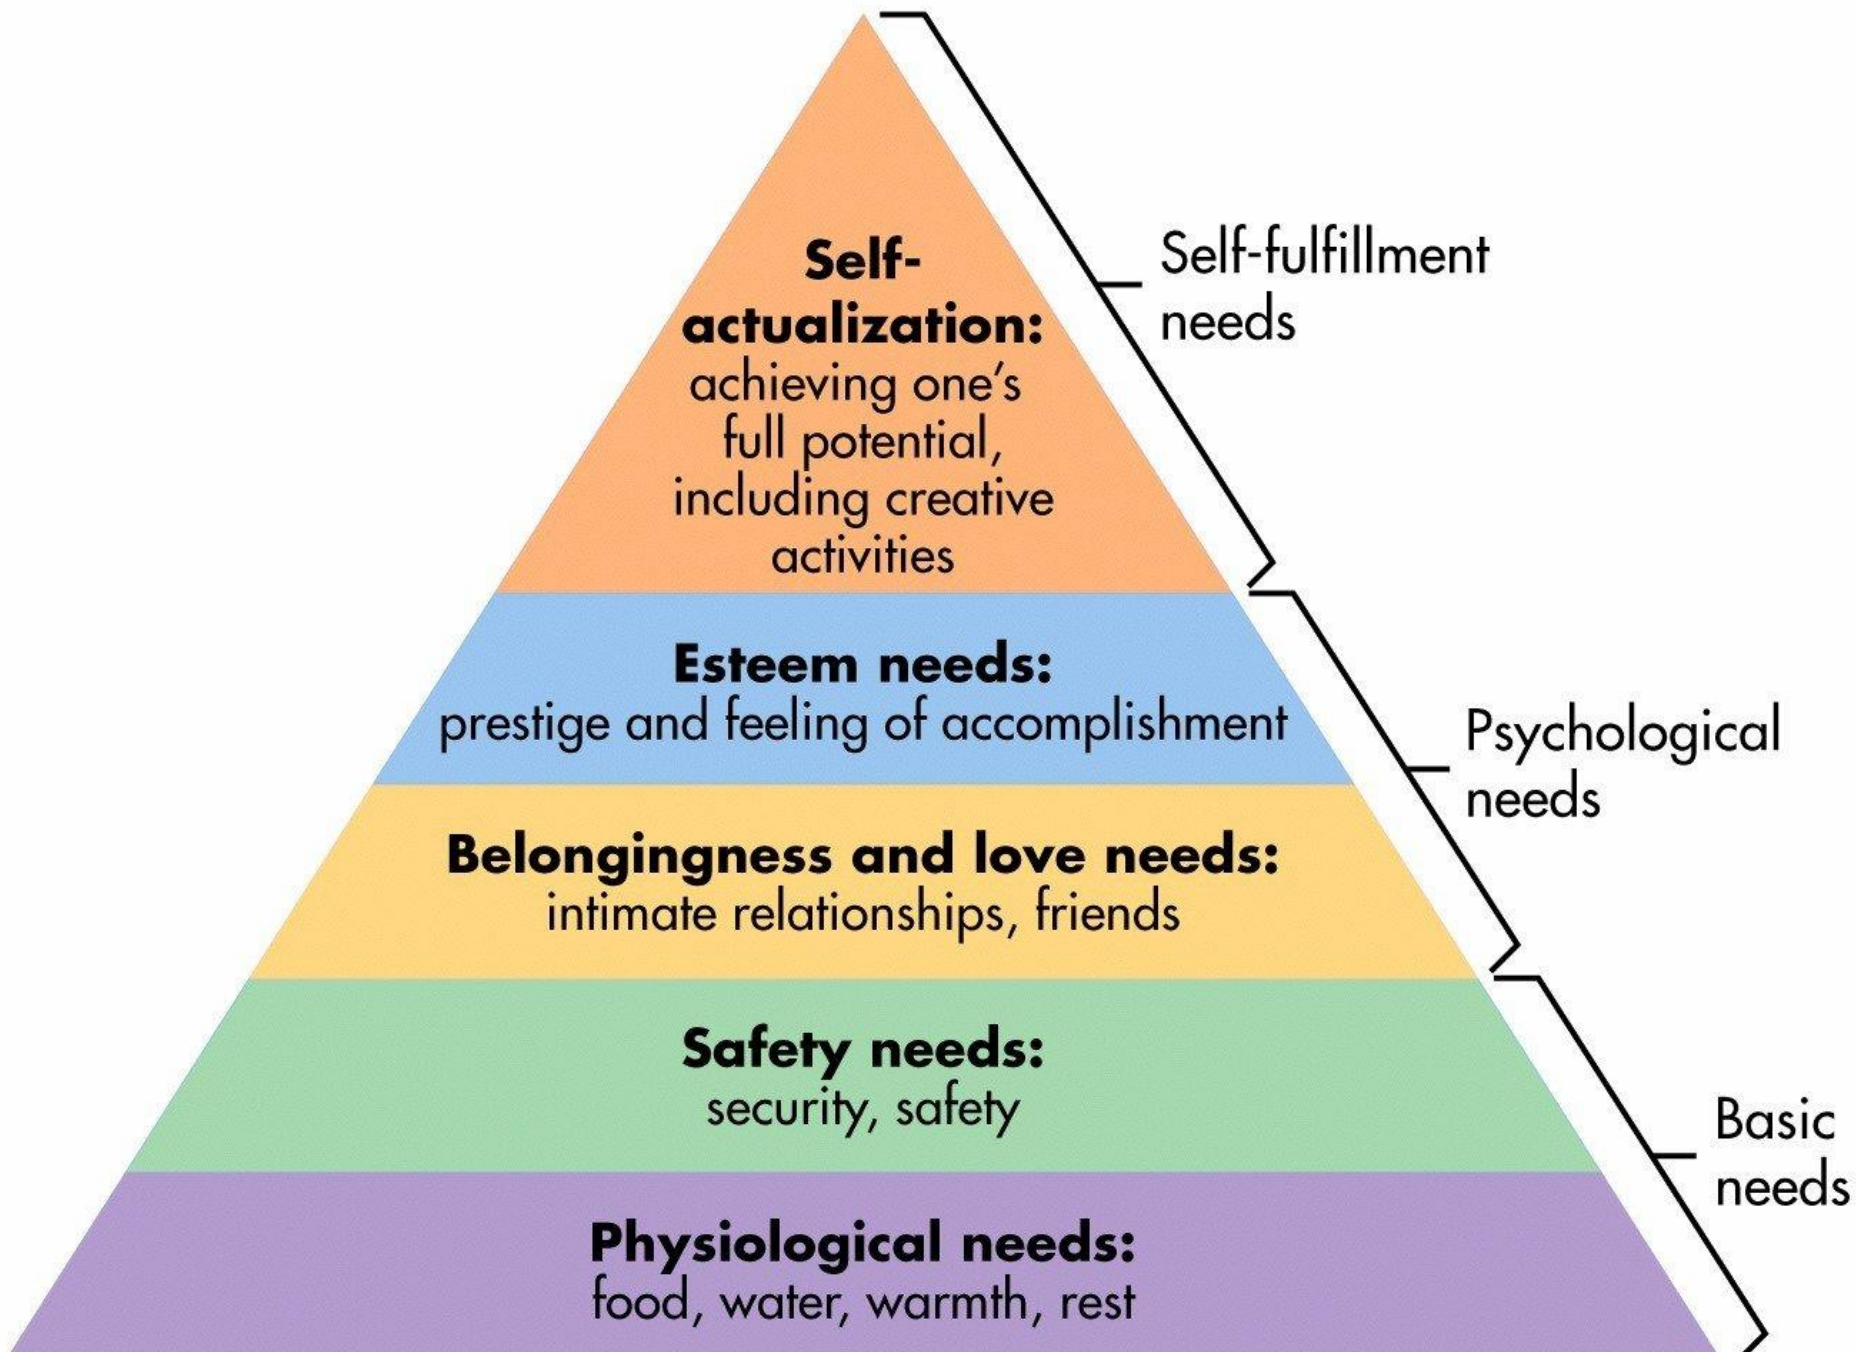 Self-
actualization:
achieving one’s
full potential,
including creative
activities
Self-fulfillment
needs
Esteem needs:
prestige and feeling of accomplishment
Psychological
needs
Belongingness and love needs:
intimate relationships, friends
Safety needs:
security, safety
Basic
needs
Physiological needs:
food, water, warmth, rest